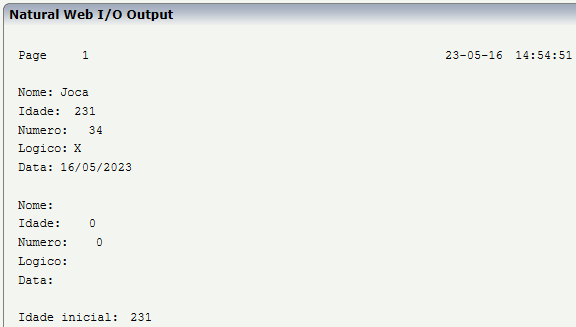 Natural Web I/O Output
Page 1 23-05-16 14:54:51
Nome: Joca
Idade: 231
Numero: 34
Logico: X
Data: 16/05/2023
Nome:
Idade: 0
Numero: 0
Logico:
Data:
Idade inicial: 231